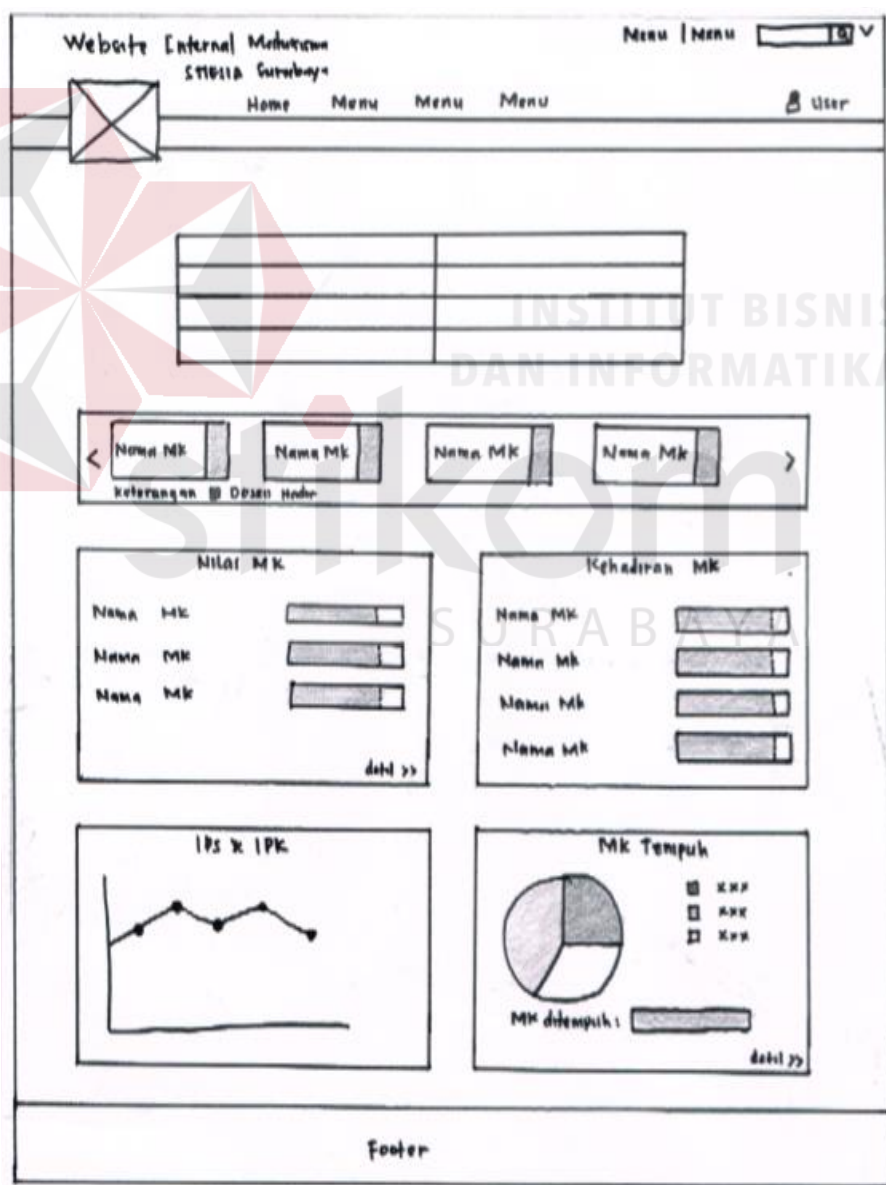 Website Internal
Surabaya
Menu | Menu
Home Menu Menu Menu
User
INSTITUT BISNIS
DAN INFORMATIKA
stikom
SURABAYA
Nama MK Nama MK Nama MK Nama MK
Keterangan Dosen Hadir
Nilai MK
Nama MK
Nama MK
Nama MK
detil >>
Kehadiran MK
Nama MK
Nama MK
Nama MK
Nama MK
IPS & IPK
MK Tempuh
xxx
xxx
xxx
MK ditempuh :
detil >>
Footer